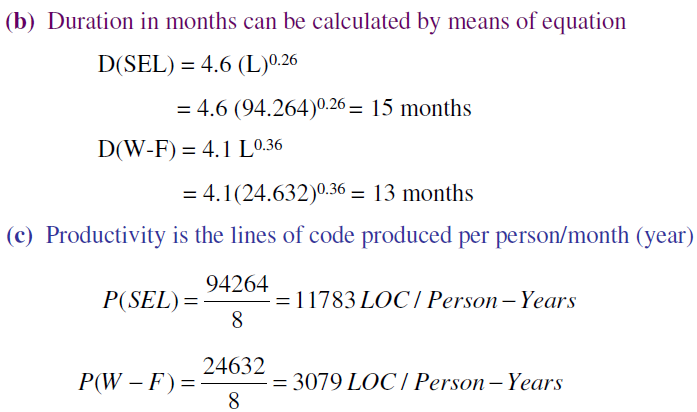 (b) Duration in months can be calculated by means of equation
D(SEL) = 4.6 (L)^0.26
= 4.6 (94.264)^0.26 = 15 months
D(W-F) = 4.1 L^0.36
= 4.1(24.632)^0.36 = 13 months
(c) Productivity is the lines of code produced per person/month (year)
P(SEL) = 94264 / 8 = 11783 LOC / Person – Years
P(W – F) = 24632 / 8 = 3079 LOC / Person – Years